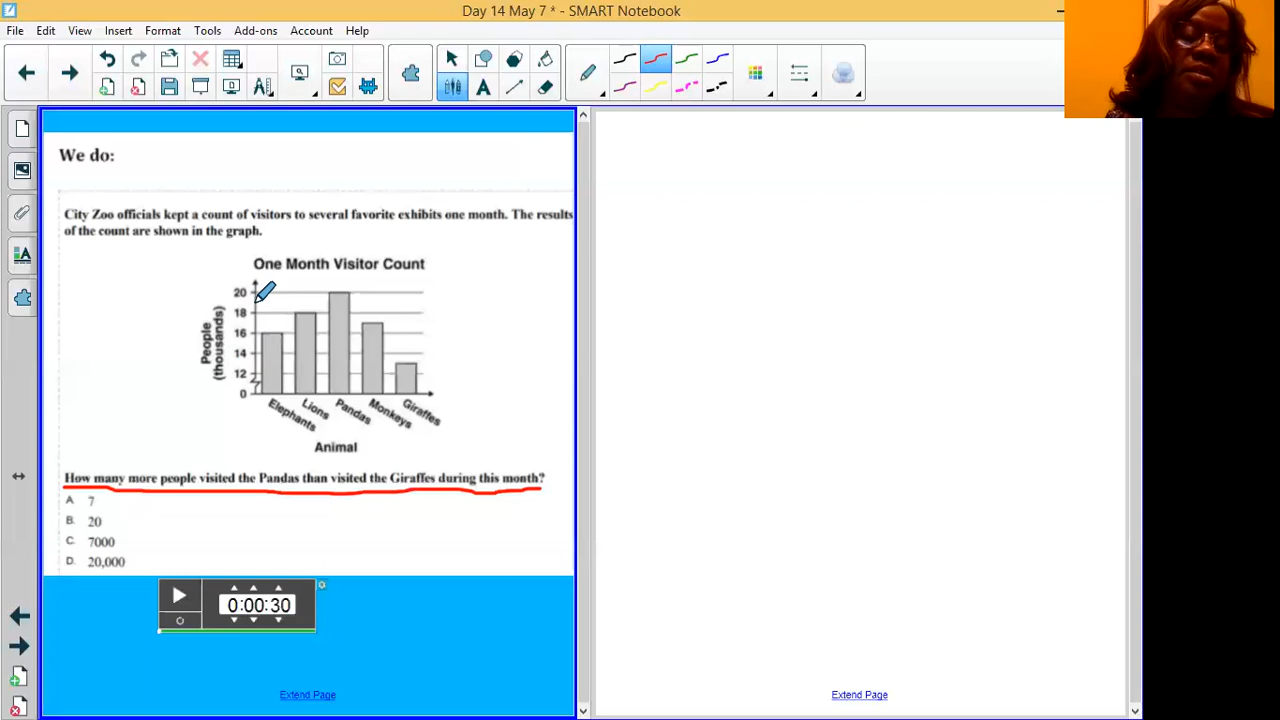 Day 14 May 7 * - SMART Notebook
File Edit View Insert Format Tools Add-ons Account Help
We do:
City Zoo officials kept a count of visitors to several favorite exhibits one month. The results
of the count are shown in the graph.
One Month Visitor Count
People
(thousands)
20
18
16
14
12
0
Elephants
Lions
Pandas
Monkeys
Giraffes
Animal
How many more people visited the Pandas than visited the Giraffes during this month?
A. 7
B. 20
C. 7000
D. 20,000
0:00:30
Extend Page
Extend Page